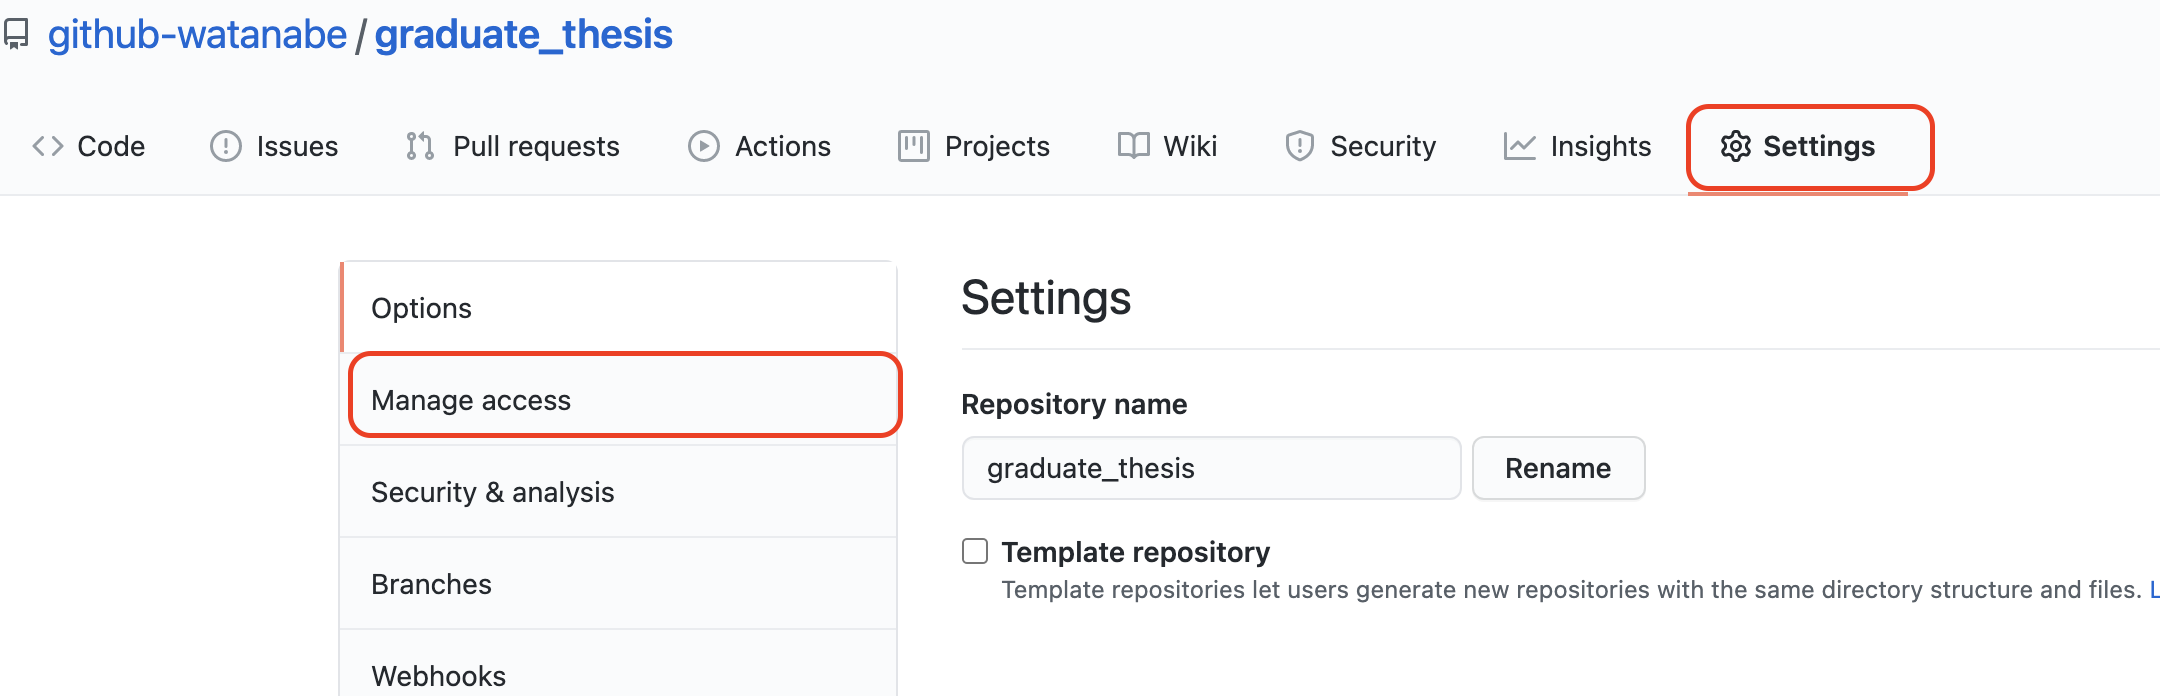 github-watanabe / graduate_thesis
Code Issues Pull requests Actions Projects Wiki Security Insights Settings
Options
Manage access
Security & analysis
Branches
Webhooks
Settings
Repository name
graduate_thesis Rename
Template repository
Template repositories let users generate new repositories with the same directory structure and files.